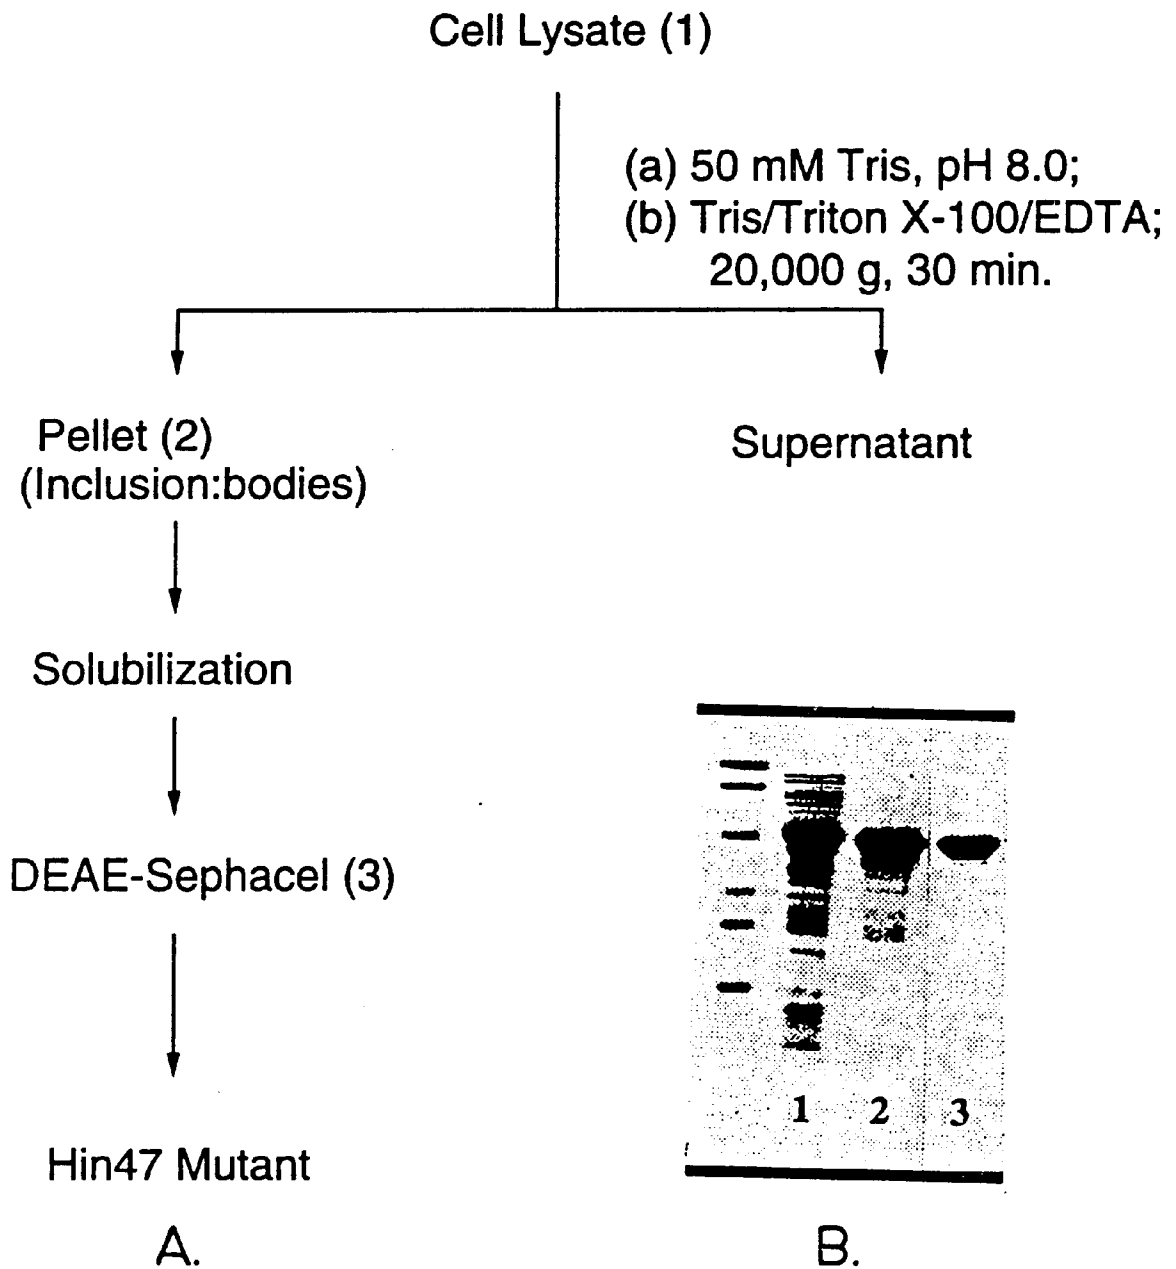 Cell Lysate (1)
(a) 50 mM Tris, pH 8.0;
(b) Tris/Triton X-100/EDTA;
20,000 g, 30 min.
Pellet (2)
(Inclusion:bodies)
Supernatant
Solubilization
DEAE-Sephacel (3)
Hin47 Mutant
1 2 3
A.
B.